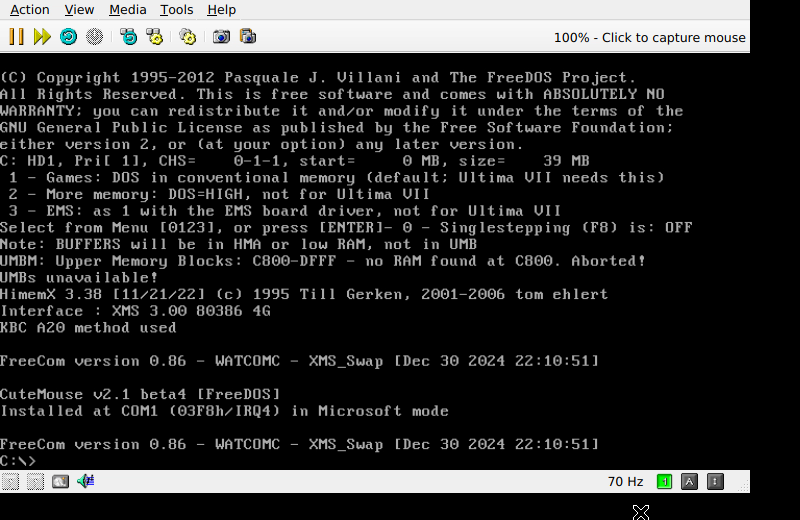 Action View Media Tools Help
100% - Click to capture mouse
(C) Copyright 1995-2012 Pasquale J. Villani and The FreeDOS Project.
All Rights Reserved. This is free software and comes with ABSOLUTELY NO
WARRANTY; you can redistribute it and/or modify it under the terms of the
GNU General Public License as published by the Free Software Foundation;
either version 2, or (at your option) any later version.
C: HD1, Pri[ 1], CHS=    0-1-1, start=     0 MB, size=    39 MB
 1 - Games: DOS in conventional memory (default; Ultima VII needs this)
 2 - More memory: DOS=HIGH, not for Ultima VII
 3 - EMS: as 1 with the EMS board driver, not for Ultima VII
Select from Menu [0123], or press [ENTER]- 0 - Singlestepping (F8) is: OFF
Note: BUFFERS will be in HMA or low RAM, not in UMB
UMBM: Upper Memory Blocks: C800-DFFF - no RAM found at C800. Aborted!
UMBs unavailable!
HimemX 3.38 [11/21/22] (c) 1995 Till Gerken, 2001-2006 tom ehlert
Interface : XMS 3.00 80386 4G
KBC A20 method used
FreeCom version 0.86 - WATCOMC - XMS_Swap [Dec 30 2024 22:10:51]
CuteMouse v2.1 beta4 [FreeDOS]
Installed at COM1 (03F8h/IRQ4) in Microsoft mode
FreeCom version 0.86 - WATCOMC - XMS_Swap [Dec 30 2024 22:10:51]
C:\>
70 Hz 1 A